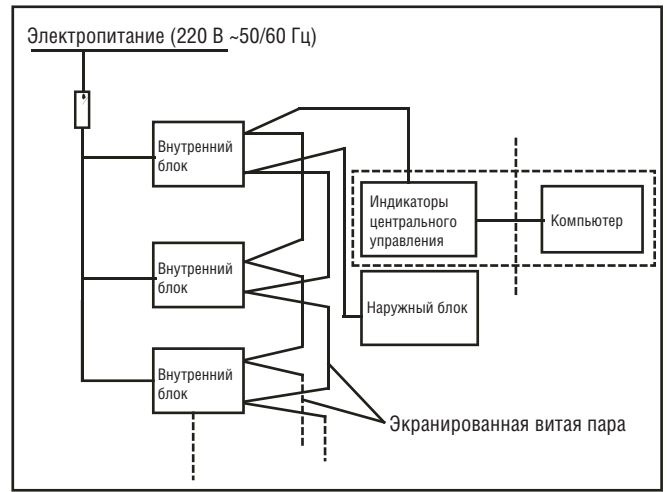 Электропитание (220 В ~50/60 Гц)
Внутренний
блок
Индикаторы
центрального
управления
Компьютер
Внутренний
блок
Наружный блок
Внутренний
блок
Экранированная витая пара